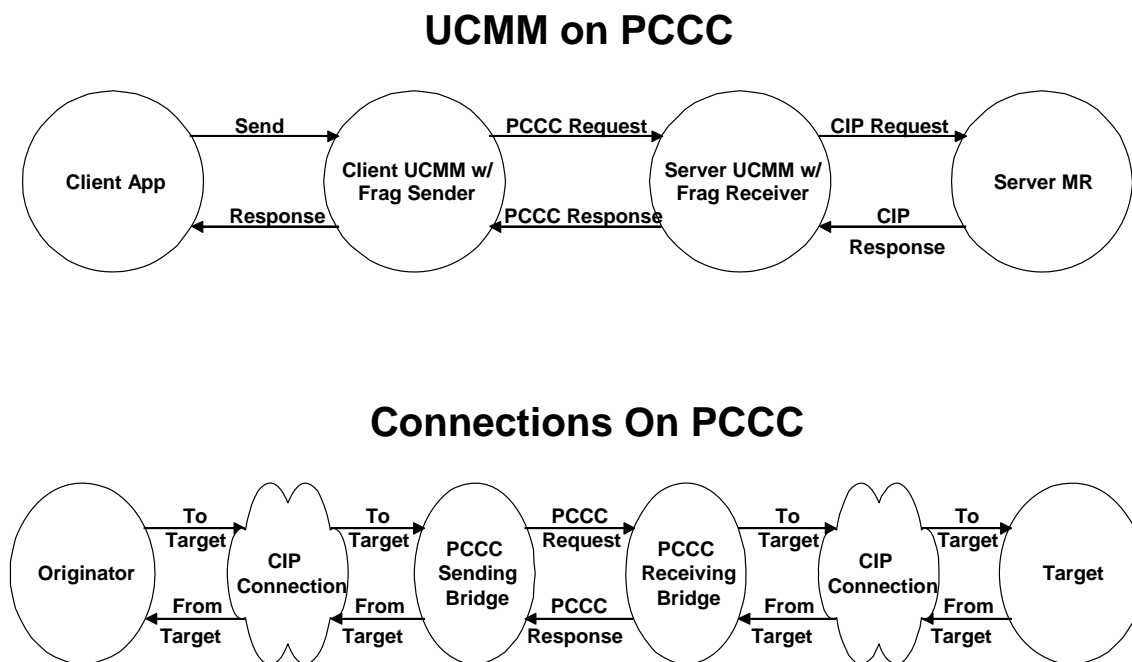 UCMM on PCCC
Send
PCCC Request
CIP Request
Client App
Client UCMM w/
Frag Sender
Server UCMM w/
Frag Receiver
Server MR
Response
PCCC Response
CIP
Response
Connections On PCCC
To
Target
To
Target
PCCC
Request
To
Target
To
Target
Originator
CIP
Connection
PCCC
Sending
Bridge
PCCC
Receiving
Bridge
CIP
Connection
Target
From
Target
From
Target
PCCC
Response
From
Target
From
Target